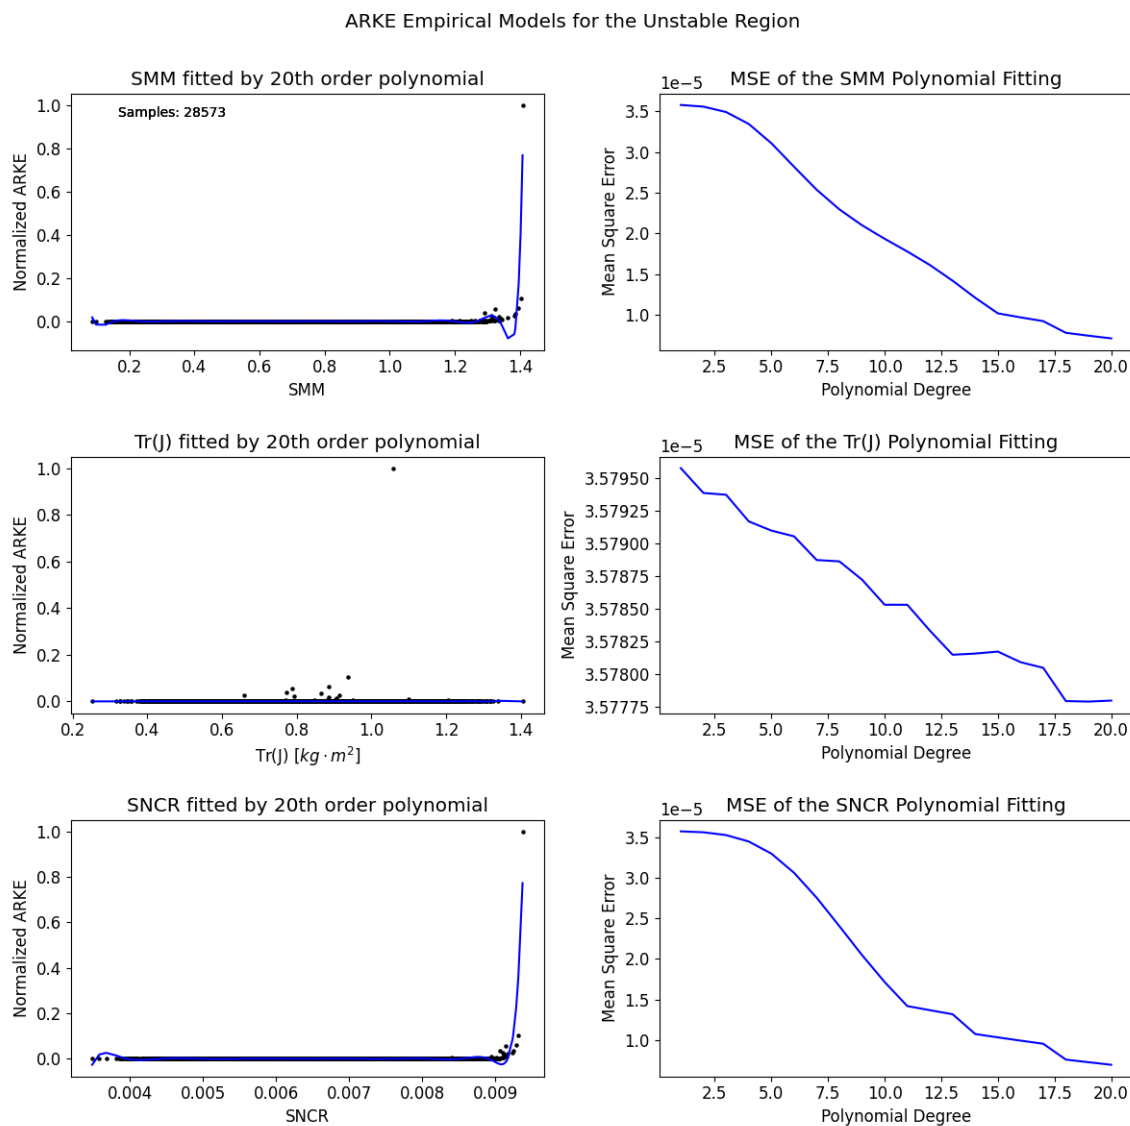 ARKE Empirical Models for the Unstable Region
SMM fitted by 20th order polynomial
Samples: 28573
Normalized ARKE
1.0
0.8
0.6
0.4
0.2
0.0
0.2 0.4 0.6 0.8 1.0 1.2 1.4
SMM
MSE of the SMM Polynomial Fitting
1e−5
Mean Square Error
3.5
3.0
2.5
2.0
1.5
1.0
2.5 5.0 7.5 10.0 12.5 15.0 17.5 20.0
Polynomial Degree
Tr(J) fitted by 20th order polynomial
Normalized ARKE
1.0
0.8
0.6
0.4
0.2
0.0
0.2 0.4 0.6 0.8 1.0 1.2 1.4
Tr(J) [kg · m²]
MSE of the Tr(J) Polynomial Fitting
1e−5
Mean Square Error
3.57950
3.57925
3.57900
3.57875
3.57850
3.57825
3.57800
3.57775
2.5 5.0 7.5 10.0 12.5 15.0 17.5 20.0
Polynomial Degree
SNCR fitted by 20th order polynomial
Normalized ARKE
1.0
0.8
0.6
0.4
0.2
0.0
0.004 0.005 0.006 0.007 0.008 0.009
SNCR
MSE of the SNCR Polynomial Fitting
1e−5
Mean Square Error
3.5
3.0
2.5
2.0
1.5
1.0
2.5 5.0 7.5 10.0 12.5 15.0 17.5 20.0
Polynomial Degree